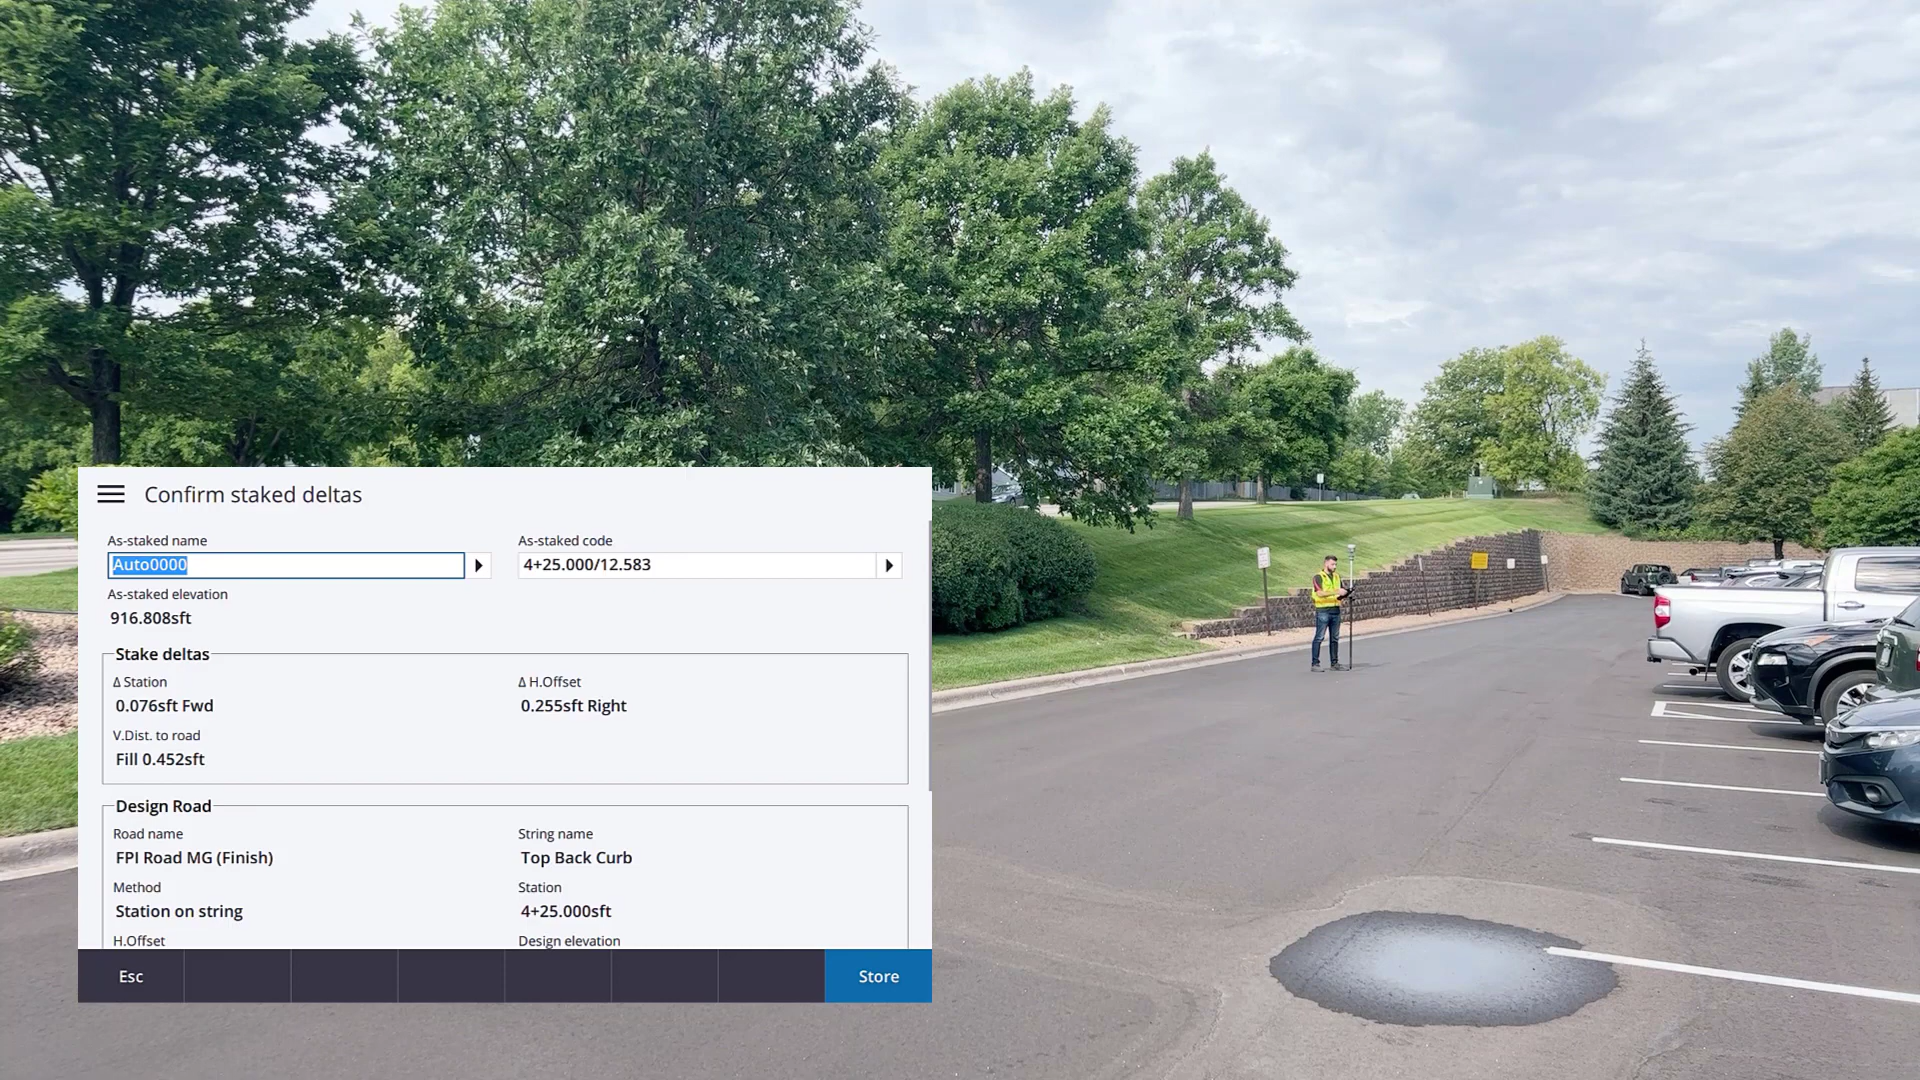 Confirm staked deltas
As-staked name
As-staked code
Auto0000
4+25.000/12.583
As-staked elevation
916.808sft
Stake deltas
Δ Station
Δ H.Offset
0.076sft Fwd
0.255sft Right
V.Dist. to road
Fill 0.452sft
Design Road
Road name
String name
FPI Road MG (Finish)
Top Back Curb
Method
Station
Station on string
4+25.000sft
H.Offset
Design elevation
Esc
Store